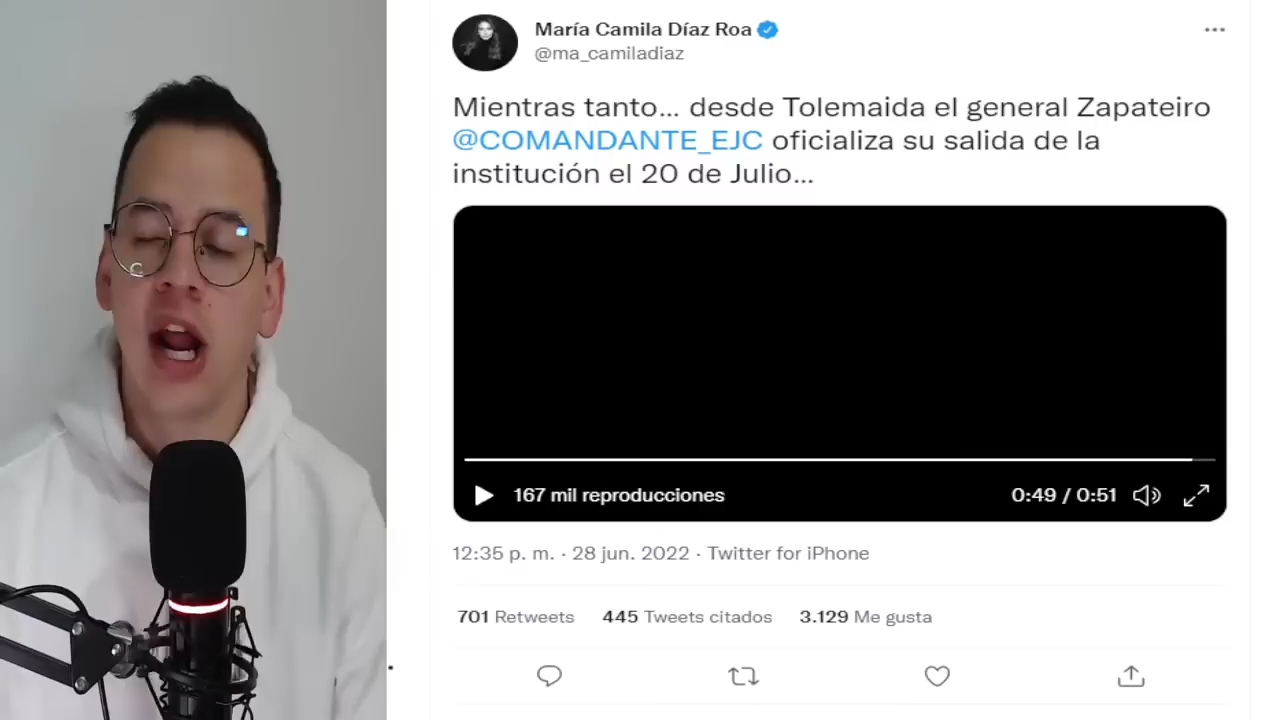 María Camila Díaz Roa
@ma_camiladiaz
Mientras tanto... desde Tolemaida el general Zapateiro
@COMANDANTE_EJC oficializa su salida de la
institución el 20 de Julio...
167 mil reproducciones
0:49 / 0:51
12:35 p. m. · 28 jun. 2022 · Twitter for iPhone
701 Retweets 445 Tweets citados 3.129 Me gusta